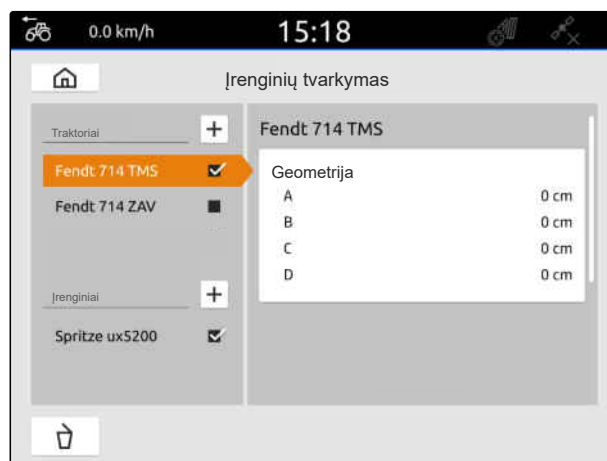 0.0 km/h 15:18
Įrenginių tvarkymas
Traktoriai
Fendt 714 TMS
Fendt 714 ZAV
Įrenginiai
Spritze ux5200
Fendt 714 TMS
Geometrija
A 0 cm
B 0 cm
C 0 cm
D 0 cm